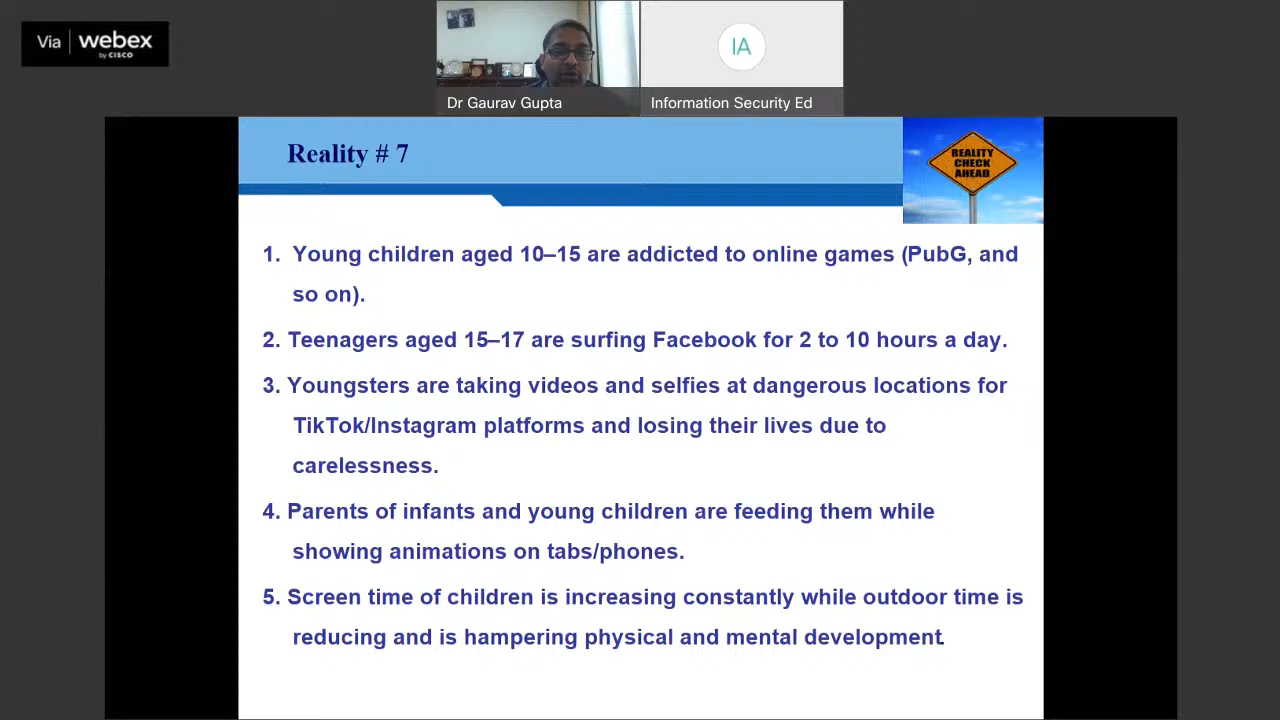 Via webex
by CISCO
Dr Gaurav Gupta
IA
Information Security Ed
Reality # 7
REALITY
CHECK
AHEAD
1. Young children aged 10–15 are addicted to online games (PubG, and
so on).
2. Teenagers aged 15–17 are surfing Facebook for 2 to 10 hours a day.
3. Youngsters are taking videos and selfies at dangerous locations for
TikTok/Instagram platforms and losing their lives due to
carelessness.
4. Parents of infants and young children are feeding them while
showing animations on tabs/phones.
5. Screen time of children is increasing constantly while outdoor time is
reducing and is hampering physical and mental development.